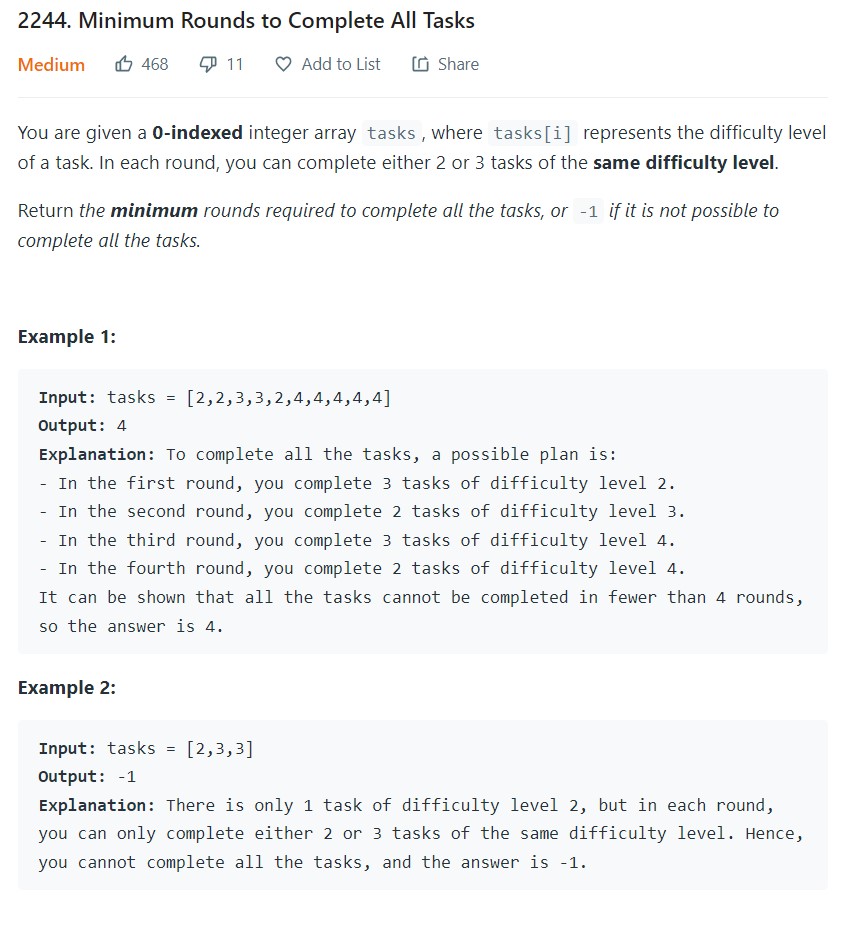 2244. Minimum Rounds to Complete All Tasks
Medium 468 11 Add to List Share
You are given a 0-indexed integer array tasks , where tasks[i] represents the difficulty level
of a task. In each round, you can complete either 2 or 3 tasks of the same difficulty level.
Return the minimum rounds required to complete all the tasks, or -1 if it is not possible to
complete all the tasks.
Example 1:
Input: tasks = [2,2,3,3,2,4,4,4,4,4]
Output: 4
Explanation: To complete all the tasks, a possible plan is:
- In the first round, you complete 3 tasks of difficulty level 2.
- In the second round, you complete 2 tasks of difficulty level 3.
- In the third round, you complete 3 tasks of difficulty level 4.
- In the fourth round, you complete 2 tasks of difficulty level 4.
It can be shown that all the tasks cannot be completed in fewer than 4 rounds,
so the answer is 4.
Example 2:
Input: tasks = [2,3,3]
Output: -1
Explanation: There is only 1 task of difficulty level 2, but in each round,
you can only complete either 2 or 3 tasks of the same difficulty level. Hence,
you cannot complete all the tasks, and the answer is -1.